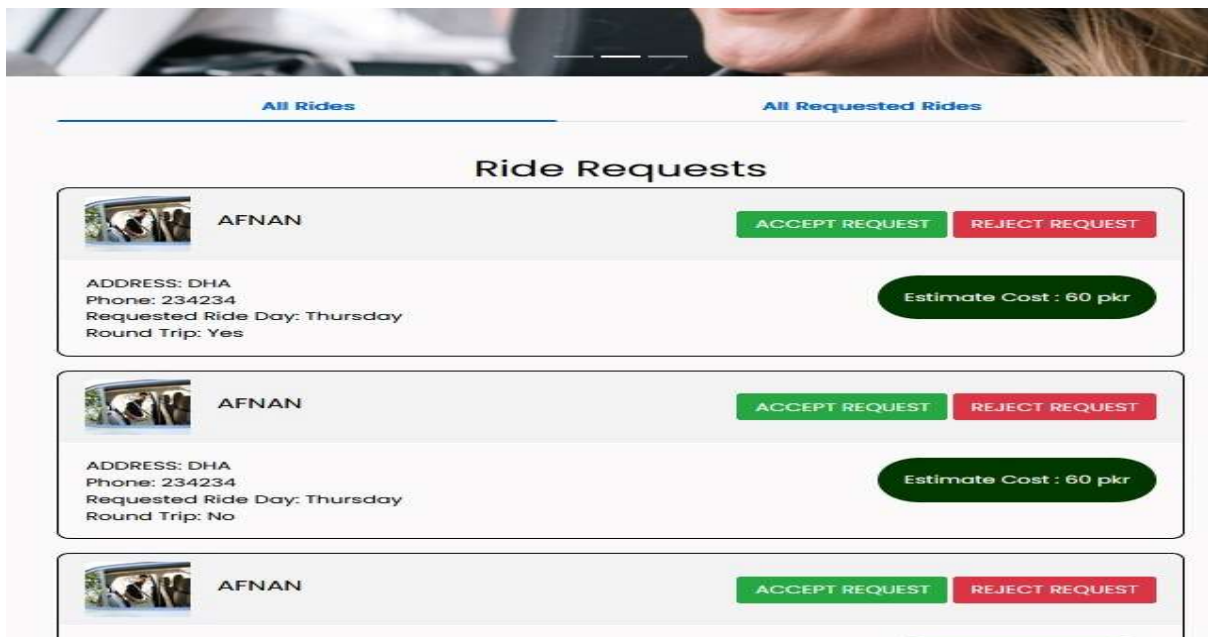 All Rides
All Requested Rides
Ride Requests
AFNAN
ACCEPT REQUEST
REJECT REQUEST
ADDRESS: DHA
Phone: 234234
Requested Ride Day: Thursday
Round Trip: Yes
Estimate Cost : 60 pkr
AFNAN
ACCEPT REQUEST
REJECT REQUEST
ADDRESS: DHA
Phone: 234234
Requested Ride Day: Thursday
Round Trip: No
Estimate Cost : 60 pkr
AFNAN
ACCEPT REQUEST
REJECT REQUEST